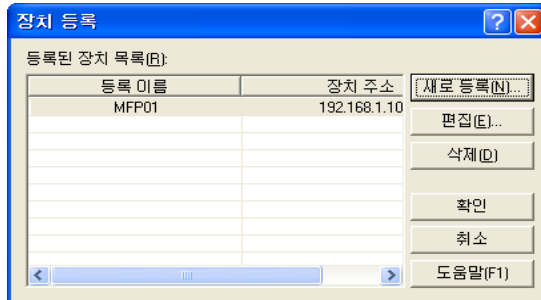 장치 등록
등록된 장치 목록(R):
등록 이름 장치 주소
MFP01 192.168.1.10
새로 등록(N)...
편집(E)...
삭제(D)
확인
취소
도움말(F1)